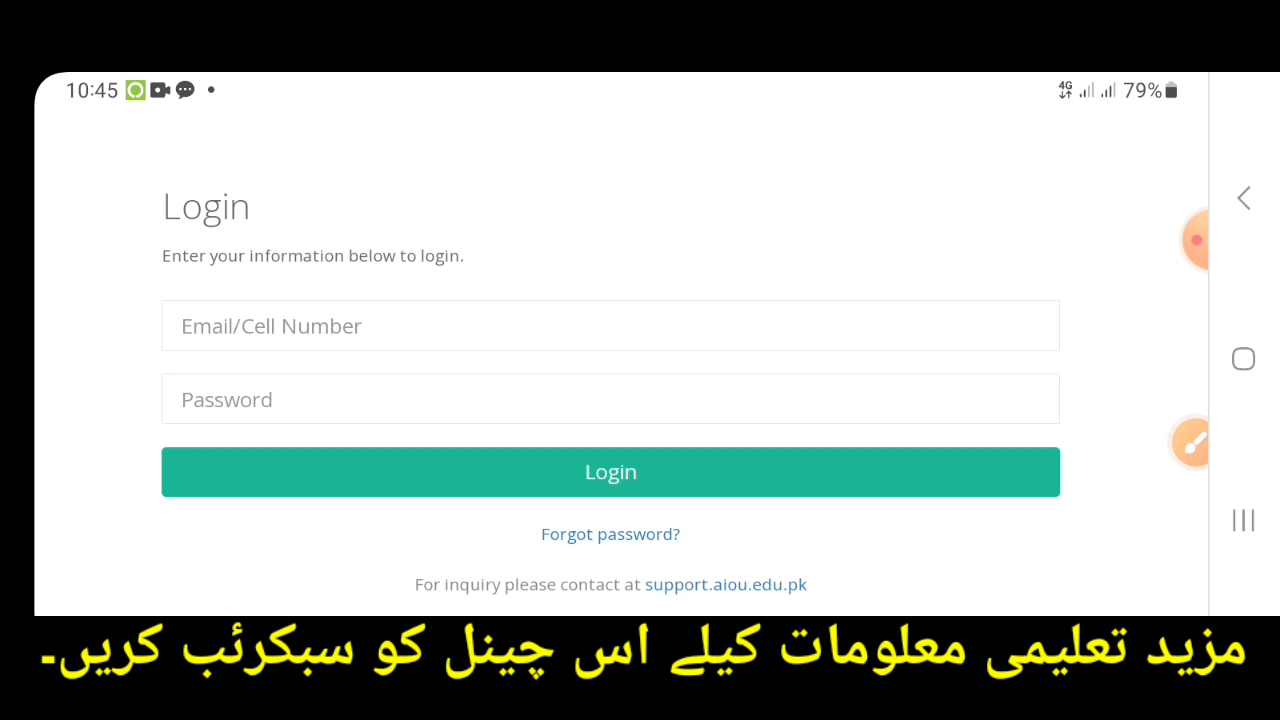 10:45
4G 79%
Login
Enter your information below to login.
Email/Cell Number
Password
Login
Forgot password?
For inquiry please contact at support.aiou.edu.pk
مزید تعلیمی معلومات کیلے اس چینل کو سبکرئب کریں۔